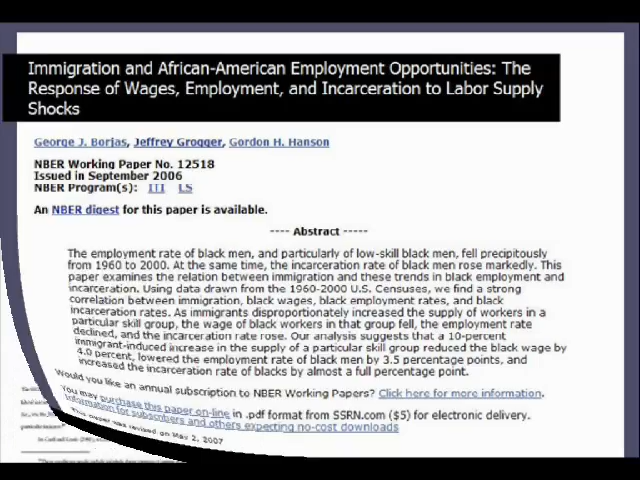 Immigration and African-American Employment Opportunities: The
Response of Wages, Employment, and Incarceration to Labor Supply
Shocks
George J. Borjas, Jeffrey Grogger, Gordon H. Hanson
NBER Working Paper No. 12518
Issued in September 2006
NBER Program(s): ITI LS
An NBER digest for this paper is available.
---- Abstract -----
The employment rate of black men, and particularly of low-skill black men, fell precipitously
from 1960 to 2000. At the same time, the incarceration rate of black men rose markedly. This
paper examines the relation between immigration and these trends in black employment and
incarceration. Using data drawn from the 1960-2000 U.S. Censuses, we find a strong
correlation between immigration, black wages, black employment rates, and black
incarceration rates. As immigrants disproportionately increased the supply of workers in a
particular skill group, the wage of black workers in that group fell, the employment rate
declined, and the incarceration rate rose. Our analysis suggests that a 10-percent
immigrant-induced increase in the supply of a particular skill group reduced the black wage by
4.0 percent, lowered the employment rate of black men by 3.5 percentage points, and
increased the incarceration rate of blacks by almost a full percentage point.
Would you like an annual subscription to NBER Working Papers? Click here for more information.
You may purchase this paper on-line in .pdf format from SSRN.com ($5) for electronic delivery.
Information for subscribers and others expecting no-cost downloads
This paper was revised on May 2, 2007